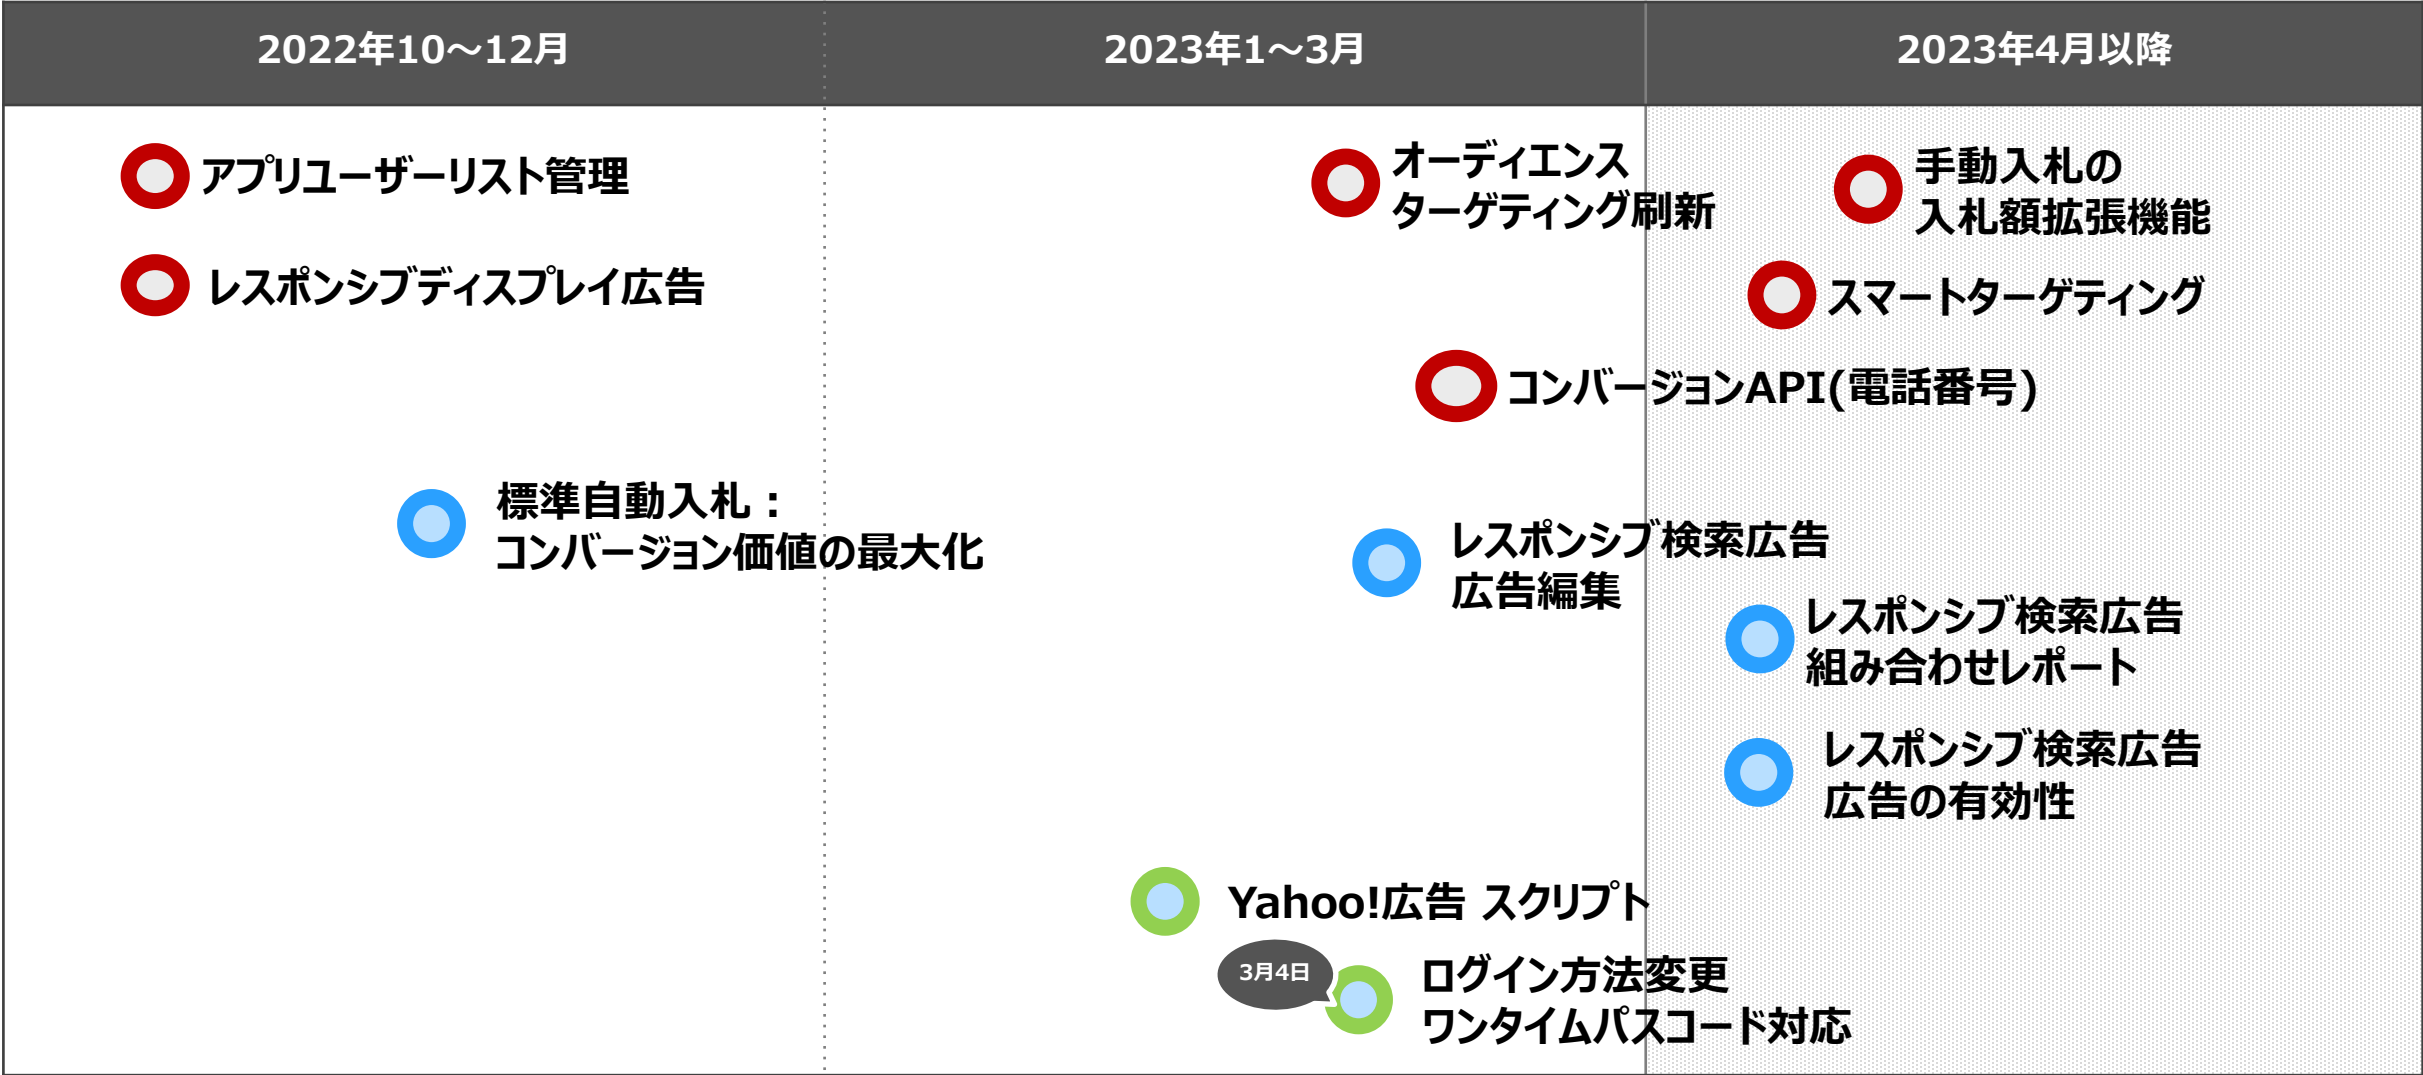 2022年10～12月
2023年1～3月
2023年4月以降
アプリユーザーリスト管理
レスポンシブディスプレイ広告
標準自動入札：
コンバージョン価値の最大化
オーディエンス
ターゲティング刷新
コンバージョンAPI(電話番号)
レスポンシブ検索広告
広告編集
Yahoo!広告 スクリプト
3月4日
ログイン方法変更
ワンタイムパスコード対応
手動入札の
入札額拡張機能
スマートターゲティング
レスポンシブ検索広告
組み合わせレポート
レスポンシブ検索広告
広告の有効性